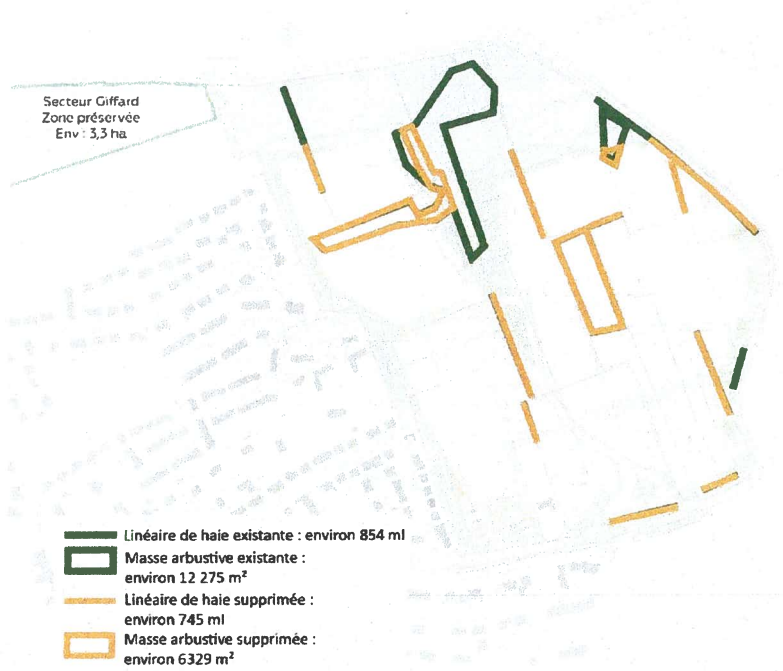 Secteur Giffard
Zone préservée
Env : 3,3 ha
Linéaire de haie existante : environ 854 ml
Masse arbustive existante :
environ 12 275 m²
Linéaire de haie supprimée :
environ 745 ml
Masse arbustive supprimée :
environ 6329 m²